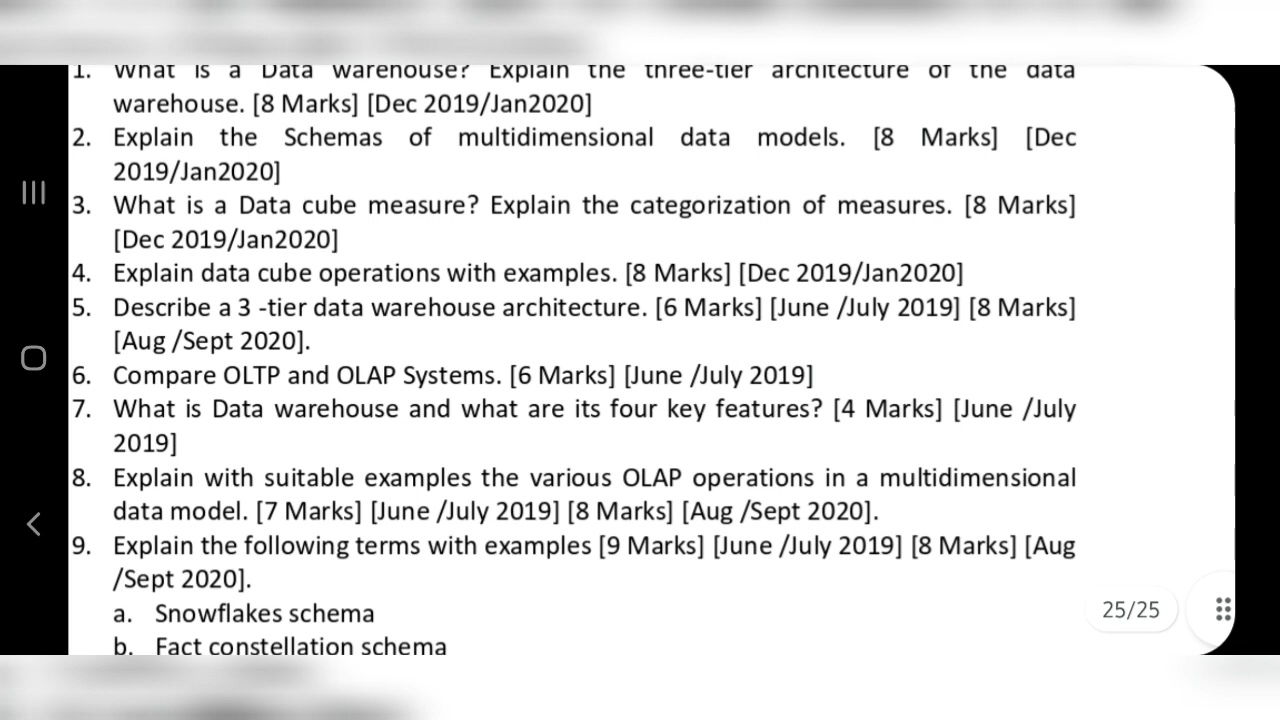 1. What is a Data warehouse? Explain the three-tier architecture of the data
warehouse. [8 Marks] [Dec 2019/Jan2020]
2. Explain the Schemas of multidimensional data models. [8 Marks] [Dec
2019/Jan2020]
3. What is a Data cube measure? Explain the categorization of measures. [8 Marks]
[Dec 2019/Jan2020]
4. Explain data cube operations with examples. [8 Marks] [Dec 2019/Jan2020]
5. Describe a 3 -tier data warehouse architecture. [6 Marks] [June /July 2019] [8 Marks]
[Aug /Sept 2020].
6. Compare OLTP and OLAP Systems. [6 Marks] [June /July 2019]
7. What is Data warehouse and what are its four key features? [4 Marks] [June /July
2019]
8. Explain with suitable examples the various OLAP operations in a multidimensional
data model. [7 Marks] [June /July 2019] [8 Marks] [Aug /Sept 2020].
9. Explain the following terms with examples [9 Marks] [June /July 2019] [8 Marks] [Aug
/Sept 2020].
a. Snowflakes schema
25/25
b. Fact constellation schema